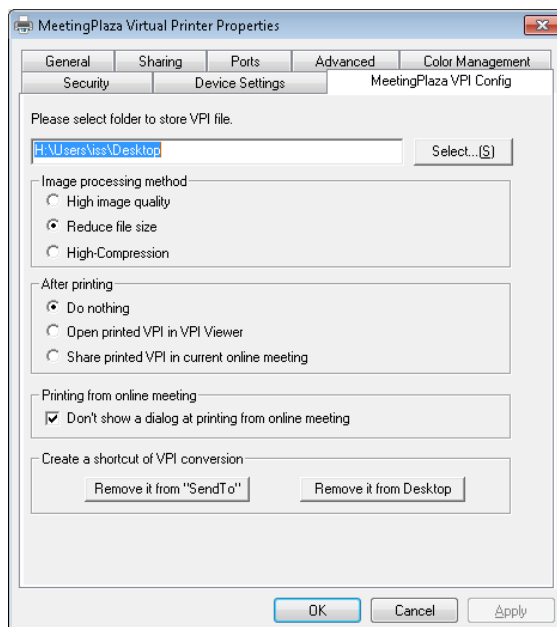 MeetingPlaza Virtual Printer Properties
General Sharing Ports Advanced Color Management
Security Device Settings MeetingPlaza VPI Config
Please select folder to store VPI file.
H:\Users\iss\Desktop Select...(S)
Image processing method
High image quality
Reduce file size
High-Compression
After printing
Do nothing
Open printed VPI in VPI Viewer
Share printed VPI in current online meeting
Printing from online meeting
Don't show a dialog at printing from online meeting
Create a shortcut of VPI conversion
Remove it from "SendTo" Remove it from Desktop
OK Cancel Apply